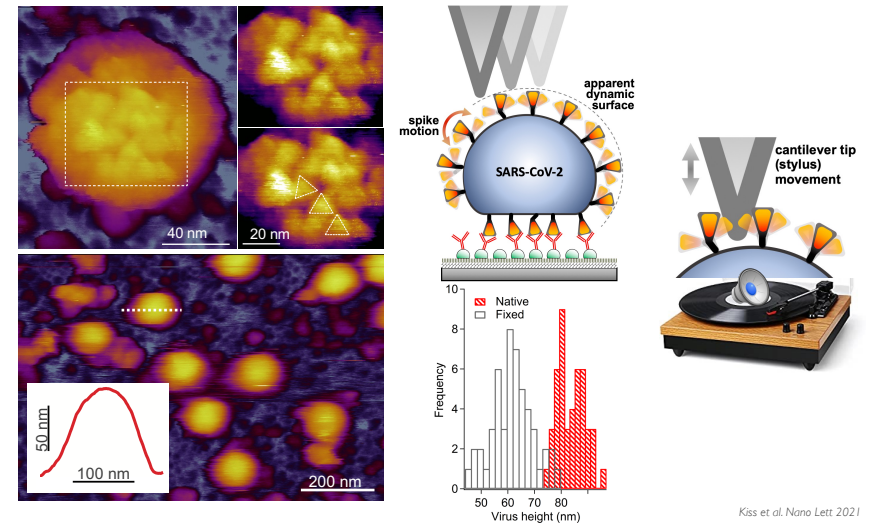 40 nm
20 nm
200 nm
50 nm
100 nm
apparent
dynamic
surface
spike
motion
SARS-CoV-2
cantilever tip
(stylus)
movement
Native
Fixed
Frequency
10
8
6
4
2
0
50 60 70 80
Virus height (nm)
Kiss et al. Nano Lett 2021